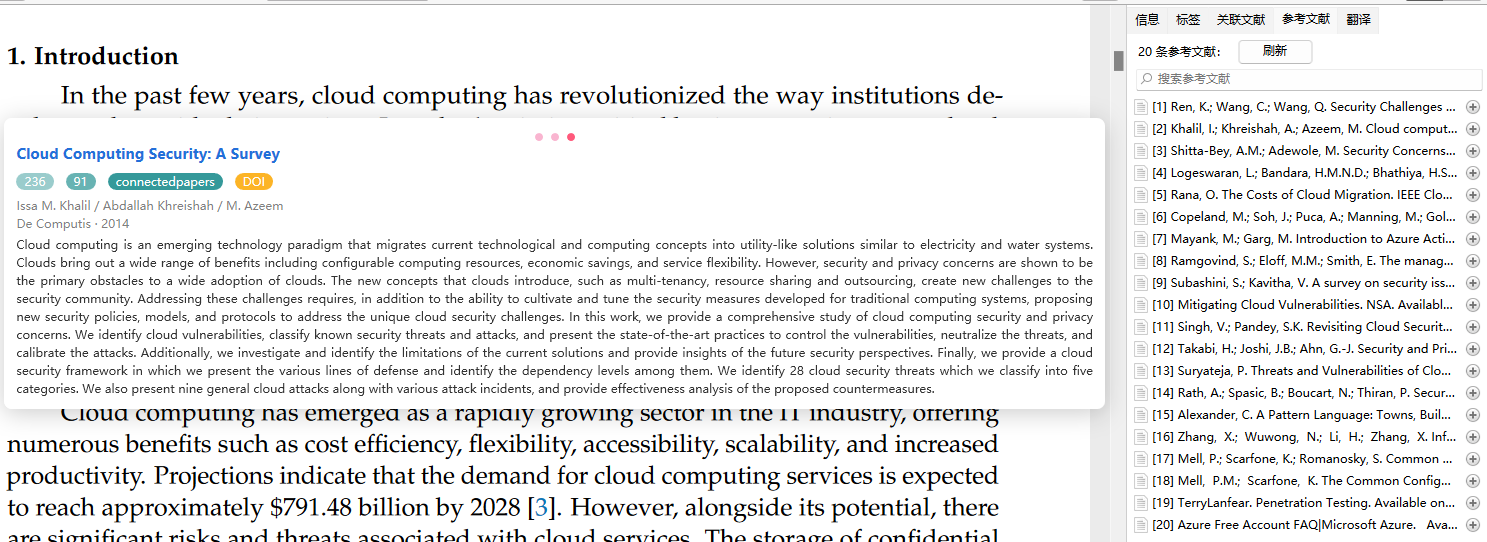 1. Introduction
In the past few years, cloud computing has revolutionized the way institutions de-
Cloud Computing Security: A Survey
236 91 connectedpapers DOI
Issa M. Khalil / Abdallah Khreishah / M. Azeem
De Computis · 2014
Cloud computing is an emerging technology paradigm that migrates current technological and computing concepts into utility-like solutions similar to electricity and water systems.
Clouds bring out a wide range of benefits including configurable computing resources, economic savings, and service flexibility. However, security and privacy concerns are shown to be
the primary obstacles to a wide adoption of clouds. The new concepts that clouds introduce, such as multi-tenancy, resource sharing and outsourcing, create new challenges to the
security community. Addressing these challenges requires, in addition to the ability to cultivate and tune the security measures developed for traditional computing systems, proposing
new security policies, models, and protocols to address the unique cloud security challenges. In this work, we provide a comprehensive study of cloud computing security and privacy
concerns. We identify cloud vulnerabilities, classify known security threats and attacks, and present the state-of-the-art practices to control the vulnerabilities, neutralize the threats, and
calibrate the attacks. Additionally, we investigate and identify the limitations of the current solutions and provide insights of the future security perspectives. Finally, we provide a cloud
security framework in which we present the various lines of defense and identify the dependency levels among them. We identify 28 cloud security threats which we classify into five
categories. We also present nine general cloud attacks along with various attack incidents, and provide effectiveness analysis of the proposed countermeasures.
Cloud computing has emerged as a rapidly growing sector in the IT industry, offering
numerous benefits such as cost efficiency, flexibility, accessibility, scalability, and increased
productivity. Projections indicate that the demand for cloud computing services is expected
to reach approximately $791.48 billion by 2028 [3]. However, alongside its potential, there
are significant risks and threats associated with cloud services. The storage of confidential
信息 标签 关联文献 参考文献 翻译
20 条参考文献: 刷新
搜索参考文献
[1] Ren, K.; Wang, C.; Wang, Q. Security Challenges ...
[2] Khalil, I.; Khreishah, A.; Azeem, M. Cloud comput...
[3] Shitta-Bey, A.M.; Adewole, M. Security Concerns...
[4] Logeswaran, L.; Bandara, H.M.N.D.; Bhathiya, H.S...
[5] Rana, O. The Costs of Cloud Migration. IEEE Clo...
[6] Copeland, M.; Soh, J.; Puca, A.; Manning, M.; Gol...
[7] Mayank, M.; Garg, M. Introduction to Azure Acti...
[8] Ramgovind, S.; Eloff, M.M.; Smith, E. The manag...
[9] Subashini, S.; Kavitha, V. A survey on security iss...
[10] Mitigating Cloud Vulnerabilities. NSA. Availabl...
[11] Singh, V.; Pandey, S.K. Revisiting Cloud Securit...
[12] Takabi, H.; Joshi, J.B.; Ahn, G.-J. Security and Pri...
[13] Suryateja, P. Threats and Vulnerabilities of Clo...
[14] Rath, A.; Spasic, B.; Boucart, N.; Thiran, P. Secur...
[15] Alexander, C. A Pattern Language: Towns, Buil...
[16] Zhang, X.; Wuwong, N.; Li, H.; Zhang, X. Inf...
[17] Mell, P.; Scarfone, K.; Romanosky, S. Common ...
[18] Mell, P.M.; Scarfone, K. The Common Config...
[19] TerryLanfear. Penetration Testing. Available on...
[20] Azure Free Account FAQ|Microsoft Azure. Ava...